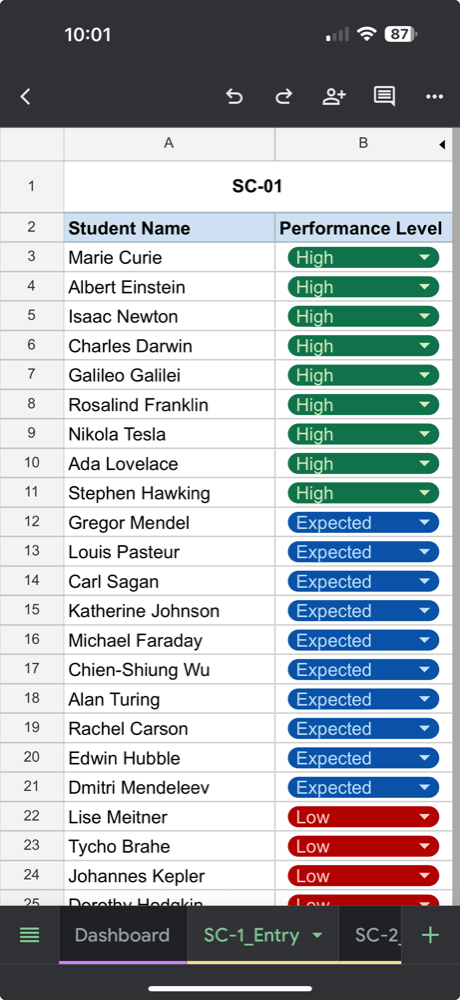 10:01
87
A B
1 SC-01
2 Student Name Performance Level
3 Marie Curie High
4 Albert Einstein High
5 Isaac Newton High
6 Charles Darwin High
7 Galileo Galilei High
8 Rosalind Franklin High
9 Nikola Tesla High
10 Ada Lovelace High
11 Stephen Hawking High
12 Gregor Mendel Expected
13 Louis Pasteur Expected
14 Carl Sagan Expected
15 Katherine Johnson Expected
16 Michael Faraday Expected
17 Chien-Shiung Wu Expected
18 Alan Turing Expected
19 Rachel Carson Expected
20 Edwin Hubble Expected
21 Dmitri Mendeleev Expected
22 Lise Meitner Low
23 Tycho Brahe Low
24 Johannes Kepler Low
25 Dorothy Hodgkin Low
Dashboard SC-1_Entry SC-2_